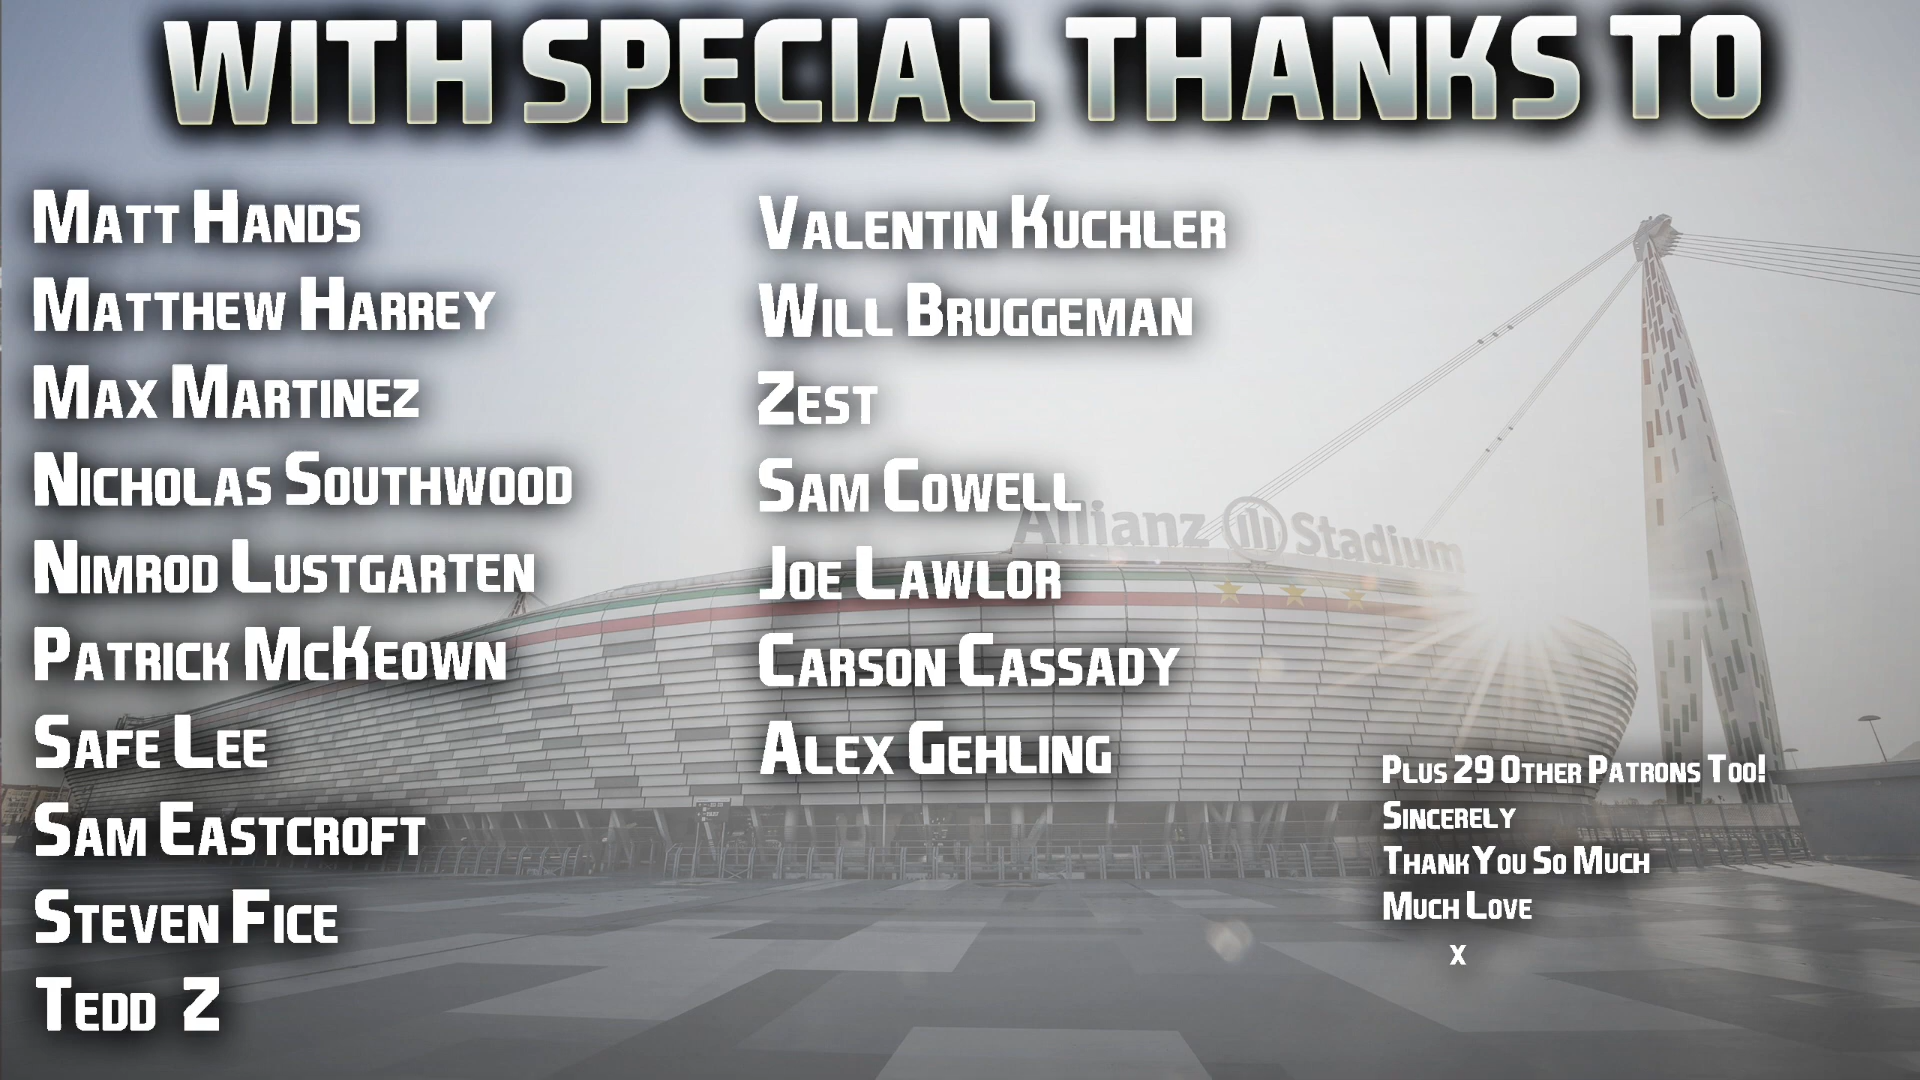 WITH SPECIAL THANKS TO
MATT HANDS
MATTHEW HARREY
MAX MARTINEZ
NICHOLAS SOUTHWOOD
NIMROD LUSTGARTEN
PATRICK MCKEOWN
SAFE LEE
SAM EASTCROFT
STEVEN FICE
TEDD Z
VALENTIN KUCHLER
WILL BRUGGEMAN
ZEST
SAM COWELL
JOE LAWLOR
CARSON CASSADY
ALEX GEHLING
Allianz Stadium
PLUS 29 OTHER PATRONS TOO!
SINCERELY
THANK YOU SO MUCH
MUCH LOVE
X